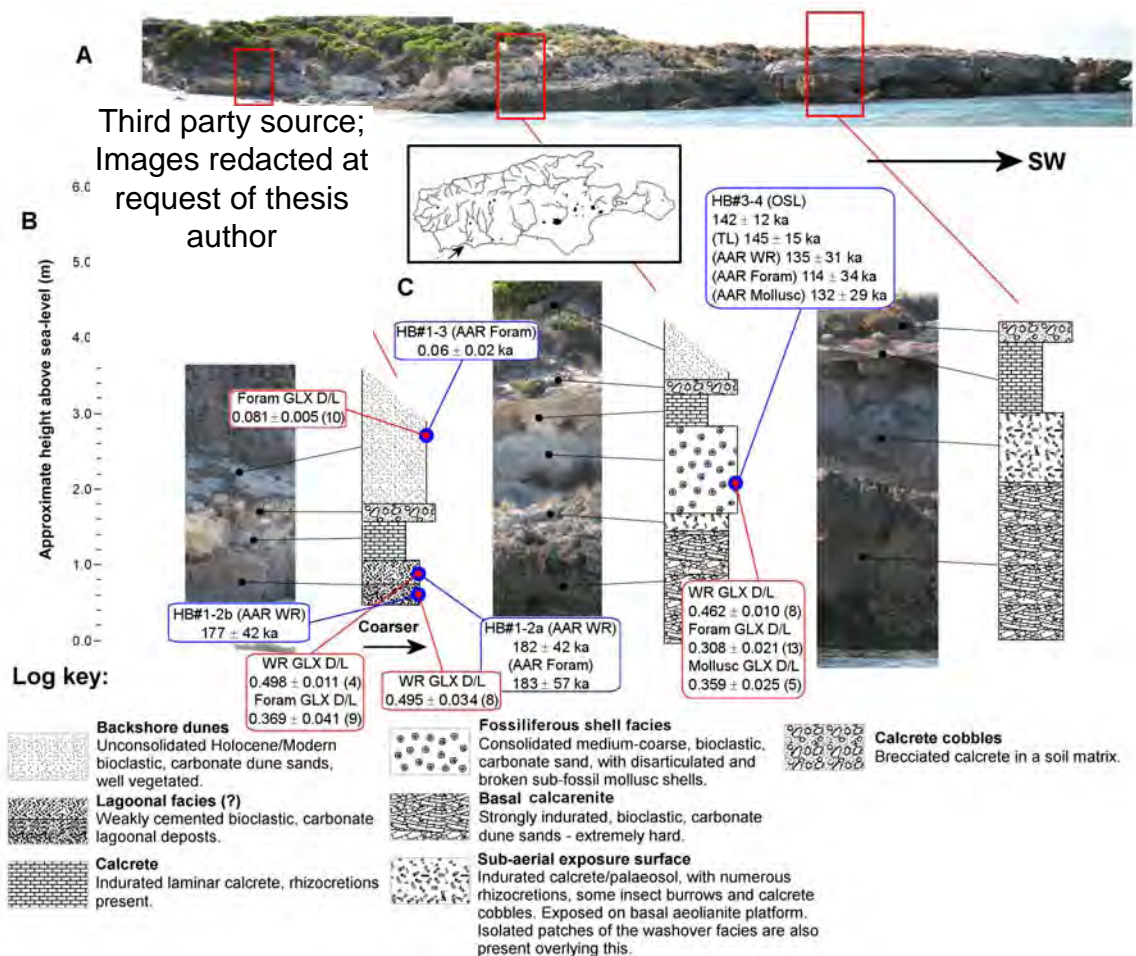 A
Third party source;
Images redacted at
request of thesis
author
SW
B
Approximate height above sea-level (m)
6.0
5.0
4.0
3.0
2.0
1.0
0.0
C
HB#3-4 (OSL)
142 ± 12 ka
(TL) 145 ± 15 ka
(AAR WR) 135 ± 31 ka
(AAR Foram) 114 ± 34 ka
(AAR Mollusc) 132 ± 29 ka
HB#1-3 (AAR Foram)
0.06 ± 0.02 ka
Foram GLX D/L
0.081 ± 0.005 (10)
HB#1-2b (AAR WR)
177 ± 42 ka
Coarser
HB#1-2a (AAR WR)
182 ± 42 ka
(AAR Foram)
183 ± 57 ka
WR GLX D/L
0.498 ± 0.011 (4)
Foram GLX D/L
0.369 ± 0.041 (9)
WR GLX D/L
0.495 ± 0.034 (8)
WR GLX D/L
0.462 ± 0.010 (8)
Foram GLX D/L
0.308 ± 0.021 (13)
Mollusc GLX D/L
0.359 ± 0.025 (5)
Log key:
Backshore dunes
Unconsolidated Holocene/Modern
bioclastic, carbonate dune sands,
well vegetated.
Lagoonal facies (?)
Weakly cemented bioclastic, carbonate
lagoonal deposts.
Calcrete
Indurated laminar calcrete, rhizocretions
present.
Fossiliferous shell facies
Consolidated medium-coarse, bioclastic,
carbonate sand, with disarticulated and
broken sub-fossil mollusc shells.
Basal calcarenite
Strongly indurated, bioclastic, carbonate
dune sands - extremely hard.
Sub-aerial exposure surface
Indurated calcrete/palaeosol, with numerous
rhizocretions, some insect burrows and calcrete
cobbles. Exposed on basal aeolianite platform.
Isolated patches of the washover facies are also
present overlying this.
Calcrete cobbles
Brecciated calcrete in a soil matrix.